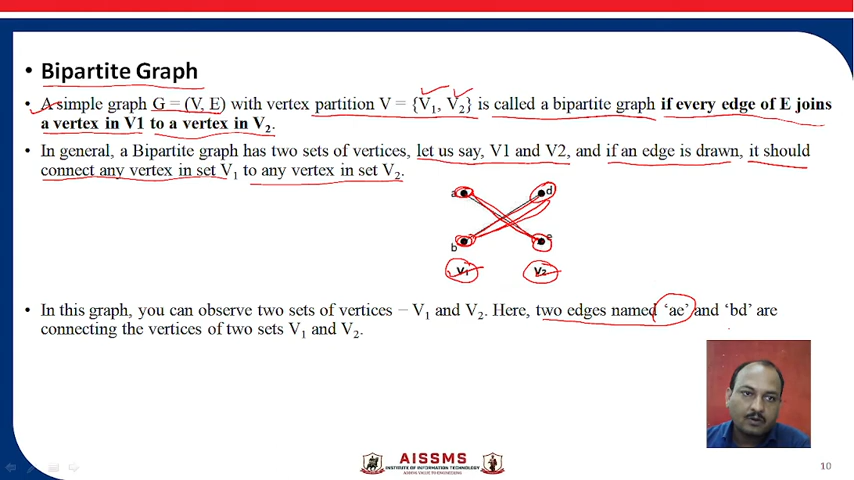 • Bipartite Graph
• A simple graph G = (V, E) with vertex partition V = {V1, V2} is called a bipartite graph if every edge of E joins
a vertex in V1 to a vertex in V2.
• In general, a Bipartite graph has two sets of vertices, let us say, V1 and V2, and if an edge is drawn, it should
connect any vertex in set V1 to any vertex in set V2.
a d
b e
V1 V2
• In this graph, you can observe two sets of vertices − V1 and V2. Here, two edges named 'ae' and 'bd' are
connecting the vertices of two sets V1 and V2.
AISSMS
INSTITUTE OF INFORMATION TECHNOLOGY
ADDING VALUE TO ENGINEERING
10